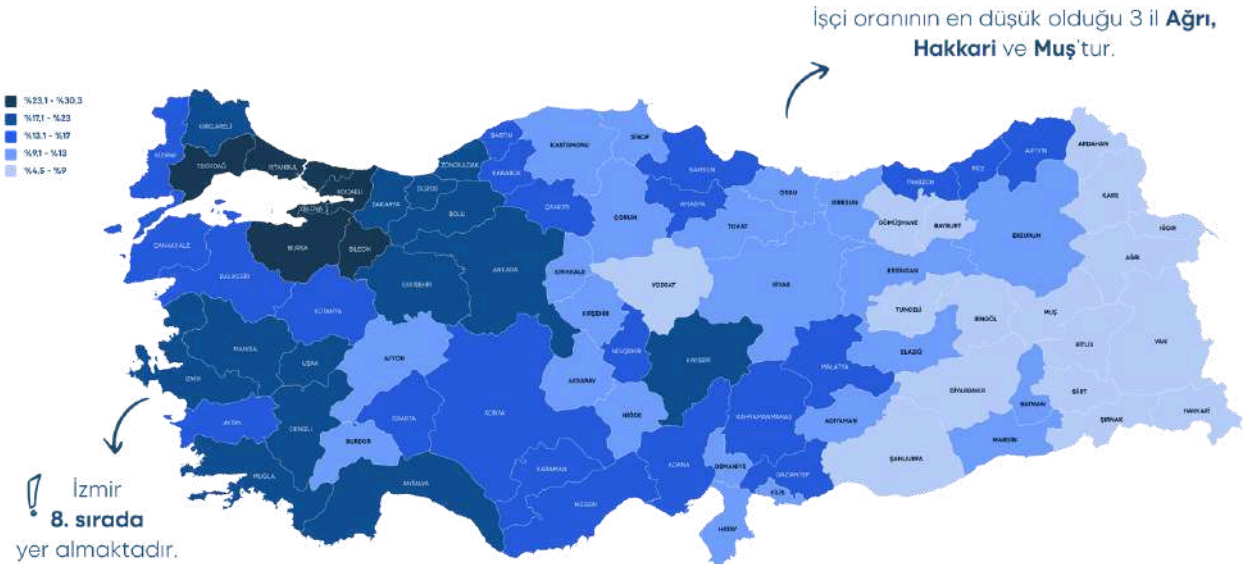 İşçi oranının en düşük olduğu 3 il Ağrı,
Hakkari ve Muş'tur.
%23,1 - %30,3
%17,1 - %23
%13,1 - %17
%9,1 - %13
%4,5 - %9
KIRKLARELİ
EDİRNE
TEKİRDAĞ
İSTANBUL
KOCAELİ
YALOVA
SAKARYA
DÜZCE
ZONGULDAK
BARTIN
KARABÜK
KASTAMONU
SİNOP
SAMSUN
BOLU
ÇANKIRI
ÇORUM
AMASYA
ORDU
TOKAT
GİRESUN
TRABZON
RİZE
ARTVİN
ARDAHAN
GÜMÜŞHANE
BAYBURT
KARS
IĞDIR
ERZURUM
AĞRI
ÇANAKKALE
BALIKESİR
BURSA
BİLECİK
ESKİŞEHİR
ANKARA
KIRIKKALE
YOZGAT
SİVAS
ERZİNCAN
KÜTAHYA
KIRŞEHİR
TUNCELİ
BİNGÖL
MUŞ
BİTLİS
VAN
MANİSA
UŞAK
AFYON
NEVŞEHİR
KAYSERİ
MALATYA
ELAZIĞ
İZMİR
AKSARAY
DİYARBAKIR
BATMAN
SİİRT
ŞIRNAK
HAKKARİ
AYDIN
DENİZLİ
ISPARTA
KONYA
NİĞDE
KAHRAMANMARAŞ
ADIYAMAN
MARDİN
BURDUR
ŞANLIURFA
MUĞLA
ANTALYA
KARAMAN
MERSİN
ADANA
OSMANİYE
GAZİANTEP
KİLİS
HATAY
! İzmir
8. sırada
yer almaktadır.